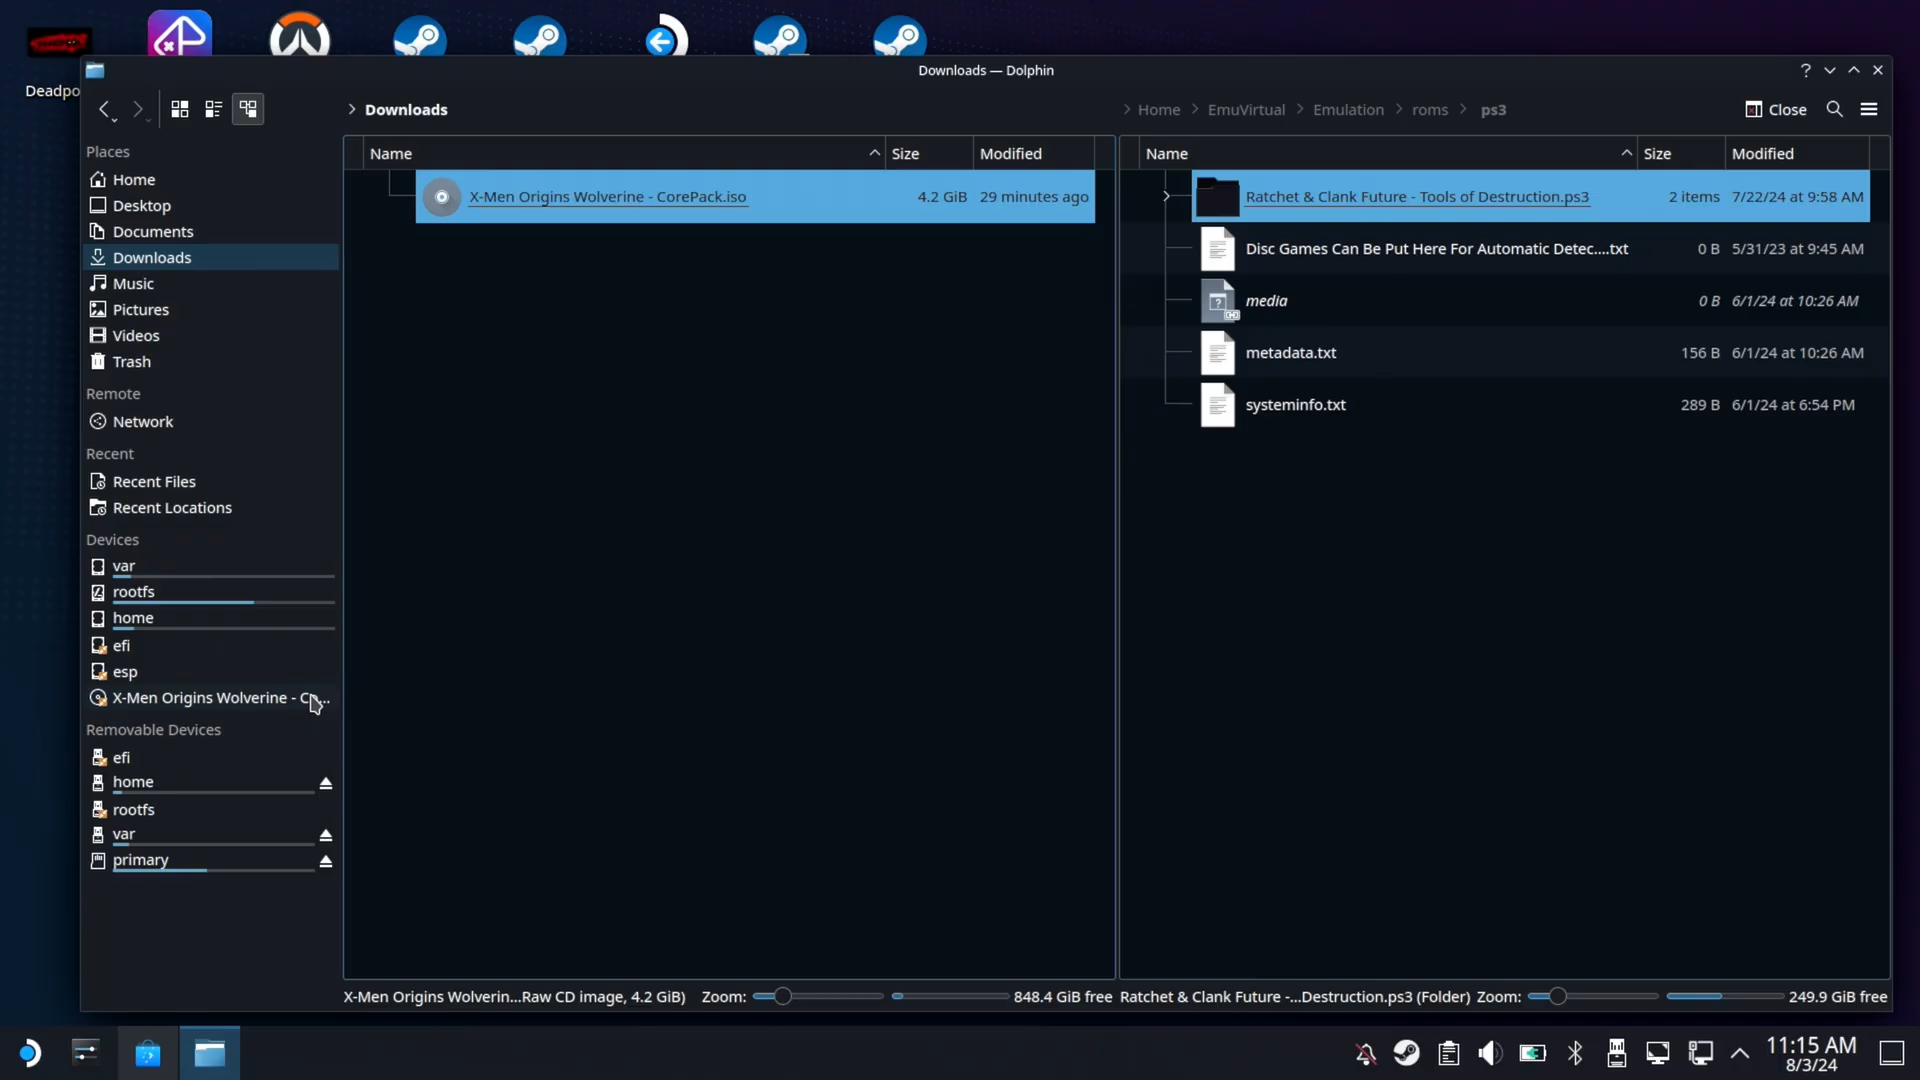 Deadpo
Downloads — Dolphin
Downloads
Home
EmuVirtual
Emulation
roms
ps3
Close
Places
Home
Desktop
Documents
Downloads
Music
Pictures
Videos
Trash
Remote
Network
Recent
Recent Files
Recent Locations
Devices
var
rootfs
home
efi
esp
X-Men Origins Wolverine - Co...
Removable Devices
efi
home
rootfs
var
primary
Name Size Modified
X-Men Origins Wolverine - CorePack.iso 4.2 GiB 29 minutes ago
Name Size Modified
Ratchet & Clank Future - Tools of Destruction.ps3 2 items 7/22/24 at 9:58 AM
Disc Games Can Be Put Here For Automatic Detec....txt 0 B 5/31/23 at 9:45 AM
media 0 B 6/1/24 at 10:26 AM
metadata.txt 156 B 6/1/24 at 10:26 AM
systeminfo.txt 289 B 6/1/24 at 6:54 PM
X-Men Origins Wolverin...Raw CD image, 4.2 GiB) Zoom: 848.4 GiB free
Ratchet & Clank Future -...Destruction.ps3 (Folder) Zoom: 249.9 GiB free
11:15 AM
8/3/24